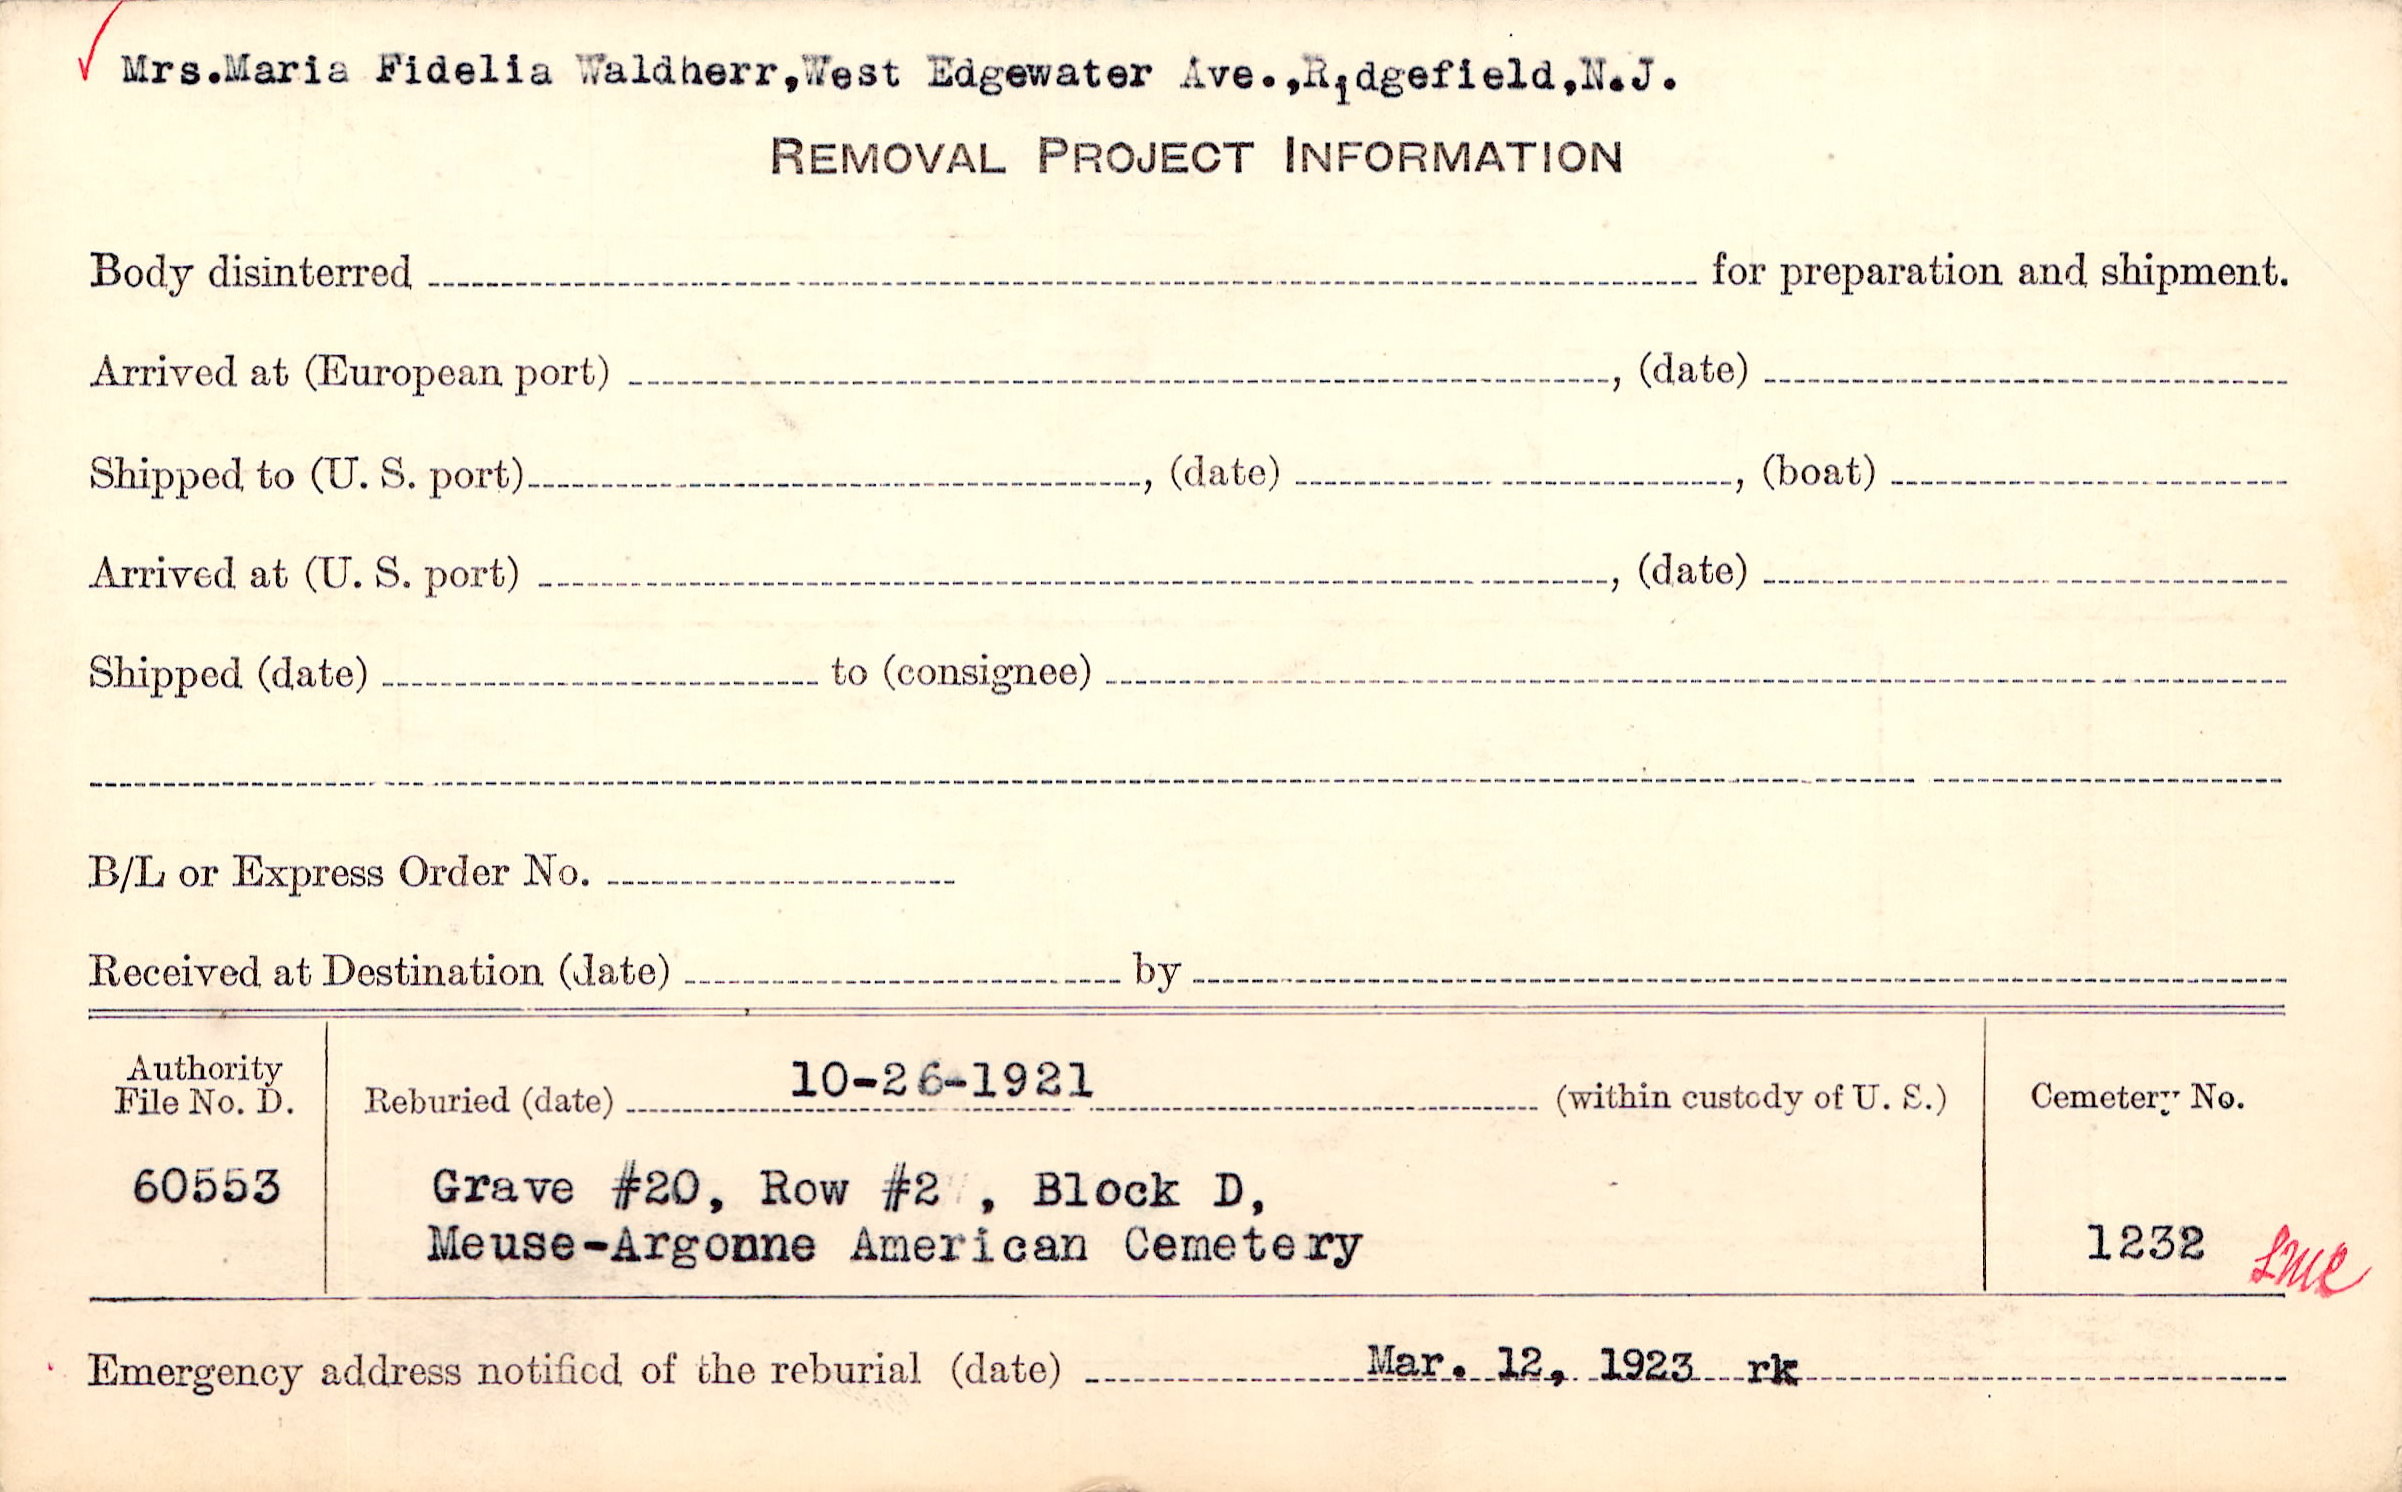 Mrs.Maria Fidelia Waldherr,West Edgewater Ave.,Ridgefield,N.J.
REMOVAL PROJECT INFORMATION
Body disinterred for preparation and shipment.
Arrived at (European port) , (date)
Shipped to (U. S. port) , (date) , (boat)
Arrived at (U. S. port) , (date)
Shipped (date) to (consignee)
B/L or Express Order No.
Received at Destination (date) by
Authority
File No. D.
60553
Reburied (date) 10-26-1921 (within custody of U. S.)
Grave #20, Row #2 , Block D,
Meuse-Argonne American Cemetery
Cemetery No.
1232
Emergency address notified of the reburial (date) Mar. 12, 1923 rk